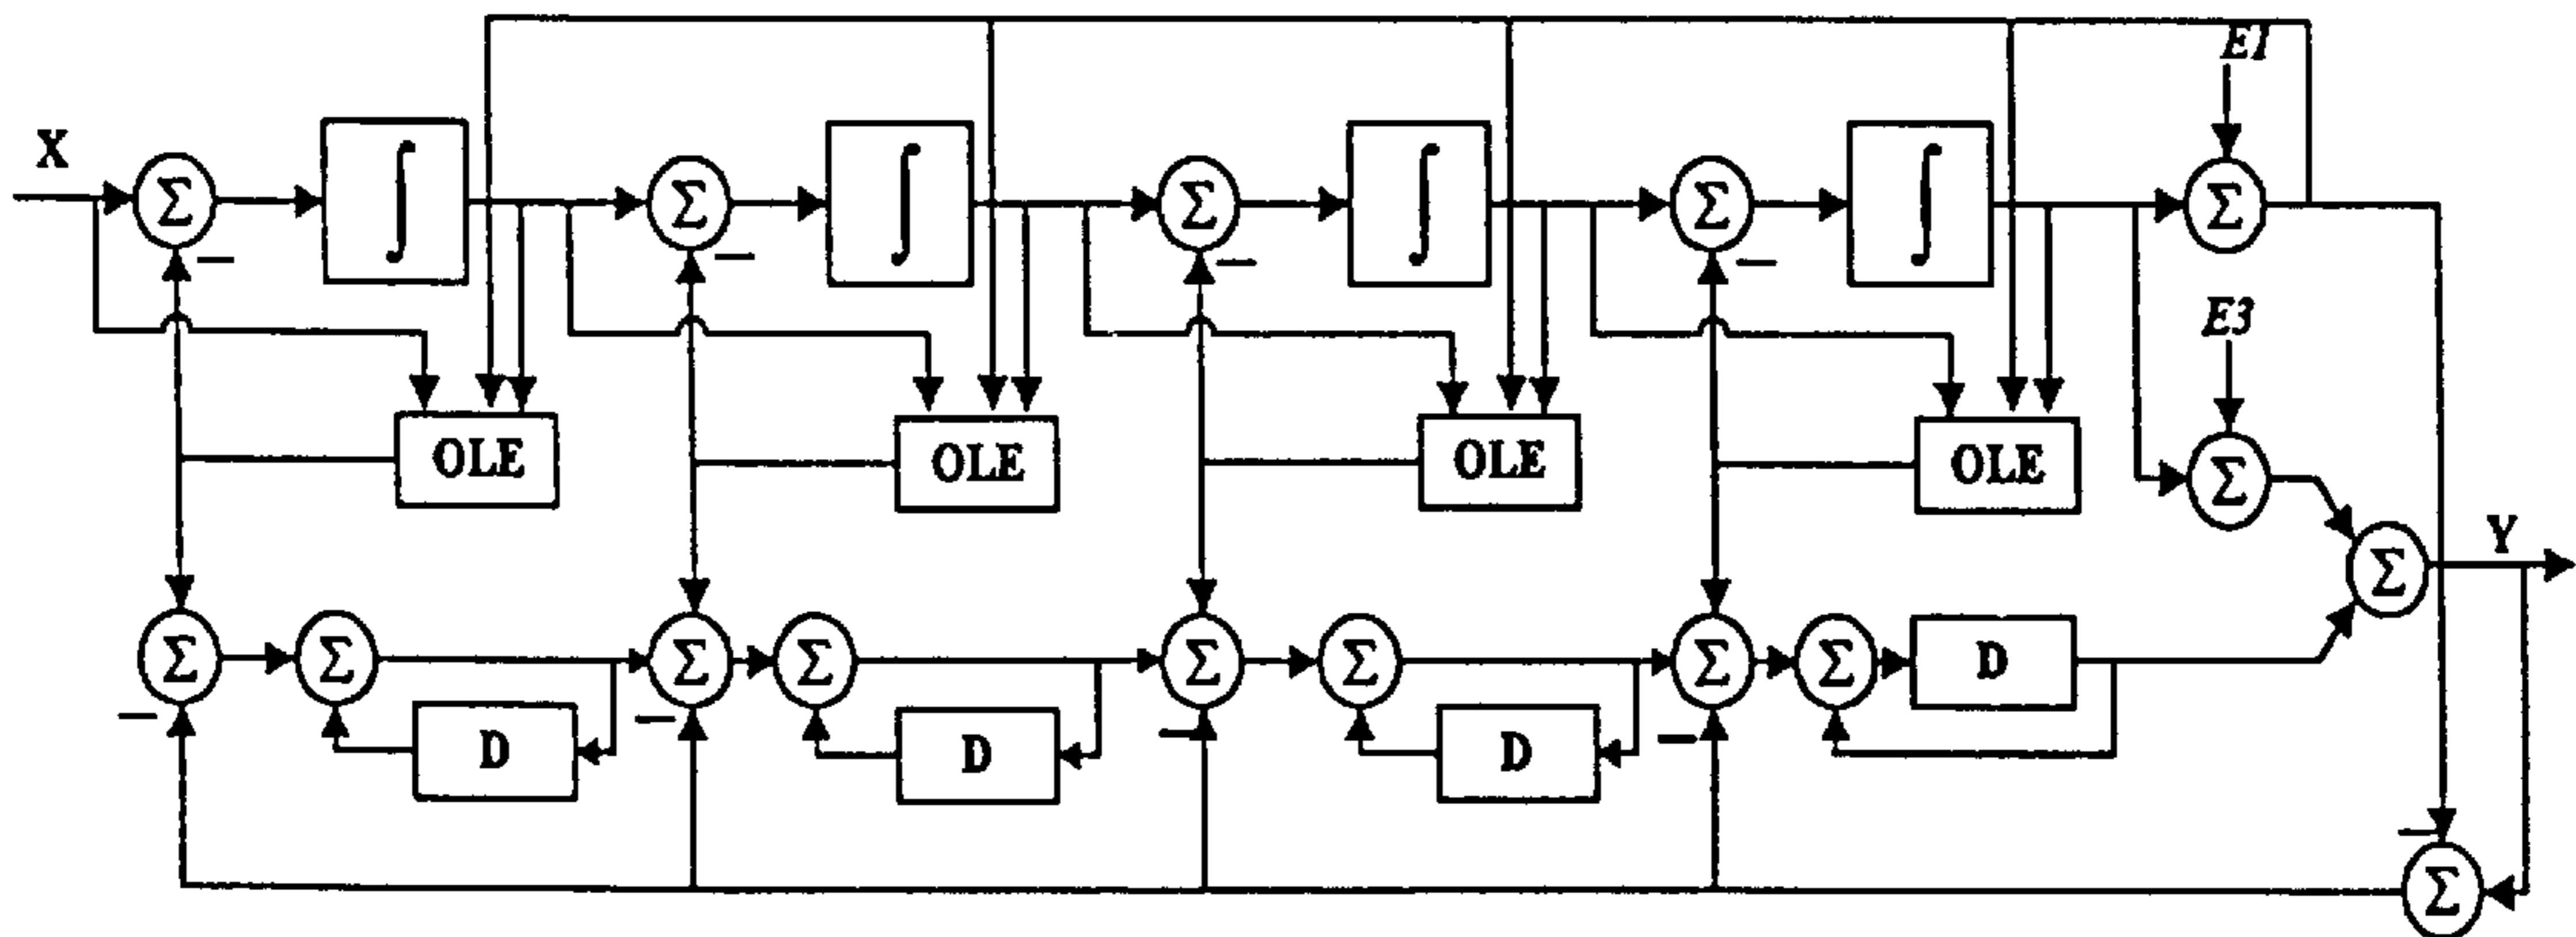 E1
X
Σ ∫ Σ ∫ Σ ∫ Σ ∫ Σ
− − − −
E3
OLE OLE OLE OLE Σ
Y
Σ
Σ Σ Σ Σ Σ Σ Σ Σ D
− − − −
D D D
−
Σ